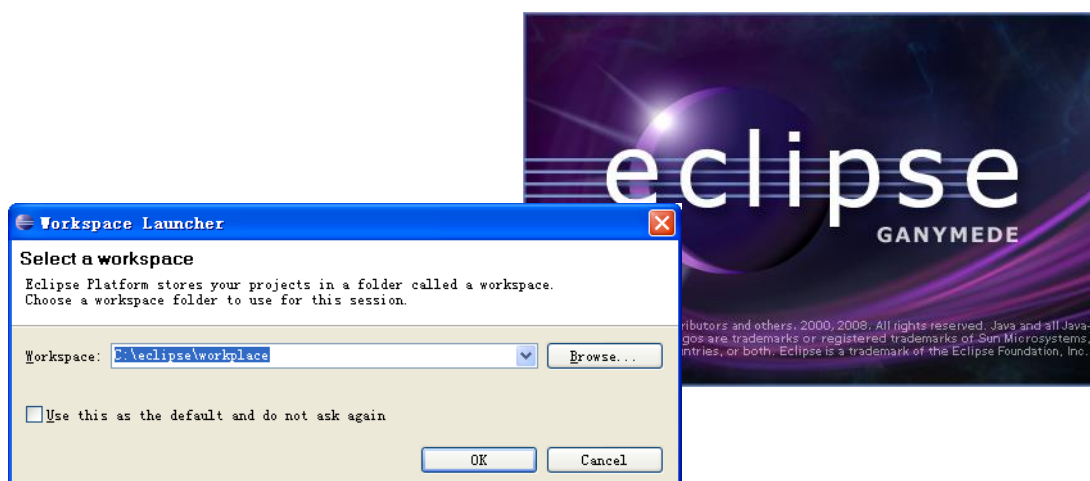 eclipse
GANYMEDE
ributors and others. 2000, 2008. All rights reserved. Java and all Java-
gos are trademarks or registered trademarks of Sun Microsystems,
ntries, or both. Eclipse is a trademark of the Eclipse Foundation, Inc.
Workspace Launcher
Select a workspace
Eclipse Platform stores your projects in a folder called a workspace.
Choose a workspace folder to use for this session.
Workspace: C:\eclipse\workplace Browse...
Use this as the default and do not ask again
OK Cancel